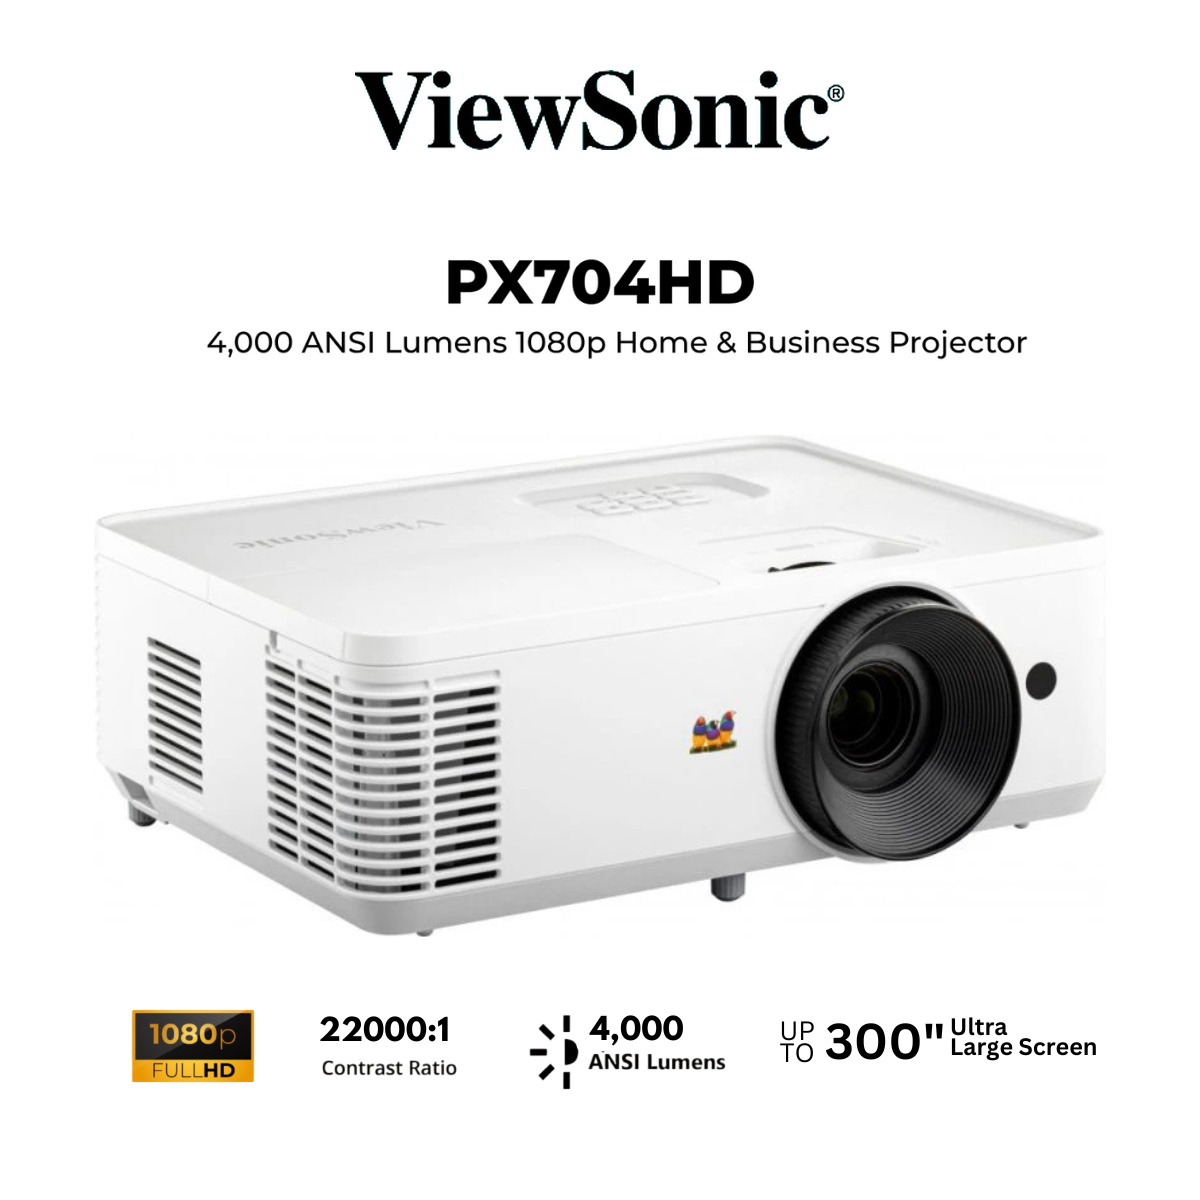 ViewSonic®
PX704HD
4,000 ANSI Lumens 1080p Home & Business Projector
ViewSonic
1080p
FULLHD
22000:1
Contrast Ratio
4,000
ANSI Lumens
UP
TO
300"
Ultra
Large Screen